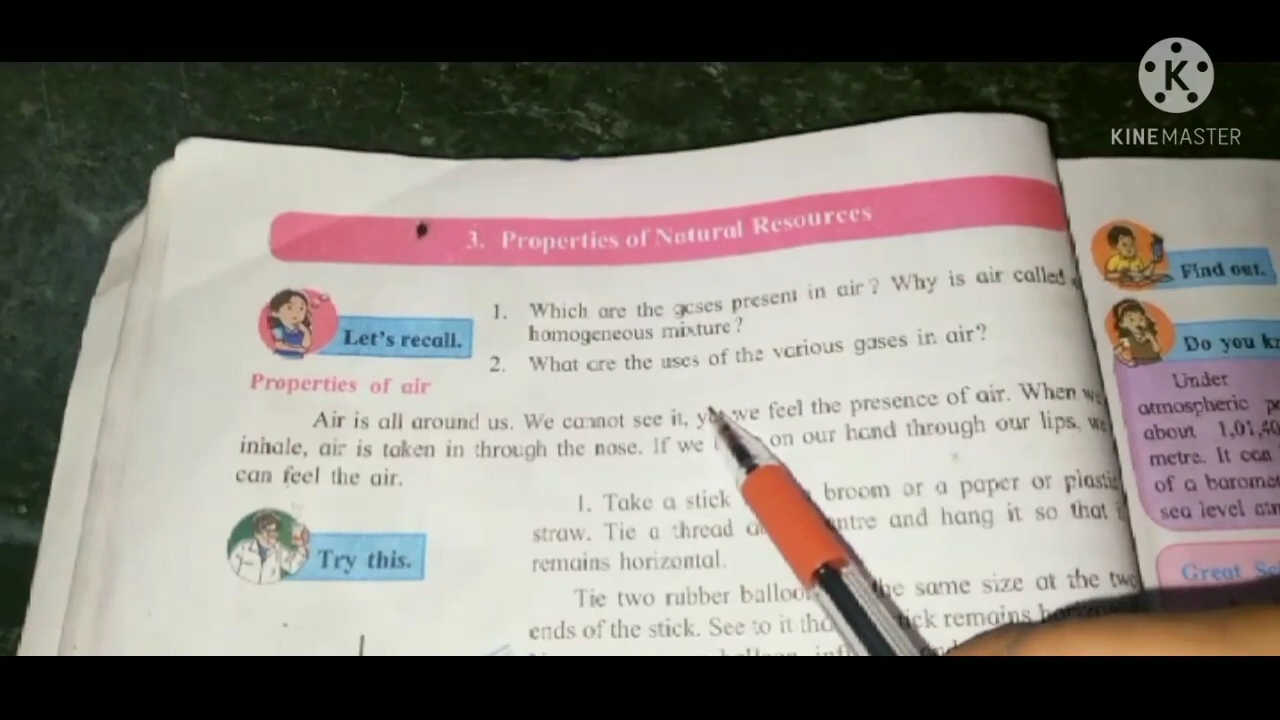 KINEMASTER
3. Properties of Natural Resources
Let's recall.
1. Which are the gases present in air? Why is air called
homogeneous mixture?
2. What are the uses of the various gases in air?
Properties of air
Air is all around us. We cannot see it, we feel the presence of air. When we
inhale, air is taken in through the nose. If we on our hand through our lips, we
can feel the air.
Try this.
1. Take a stick broom or a paper or plastic
straw. Tie a thread and hang it so that
remains horizontal.
Tie two rubber the same size at the two
ends of the stick. See to it remains
Find out.
Do you
Under
atmospheric
about
metre. It can
of a
sea level
Great